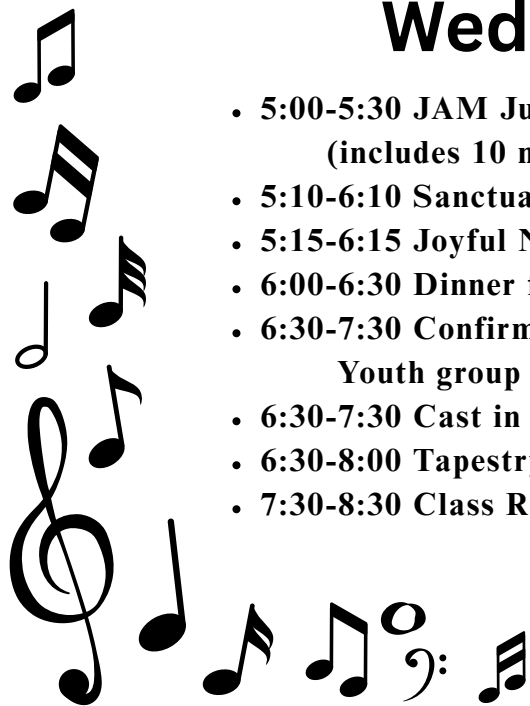 Wed
• 5:00-5:30 JAM Ju
(includes 10 m
• 5:10-6:10 Sanctua
• 5:15-6:15 Joyful N
• 6:00-6:30 Dinner f
• 6:30-7:30 Confirm
Youth group
• 6:30-7:30 Cast in
• 6:30-8:00 Tapestry
• 7:30-8:30 Class R